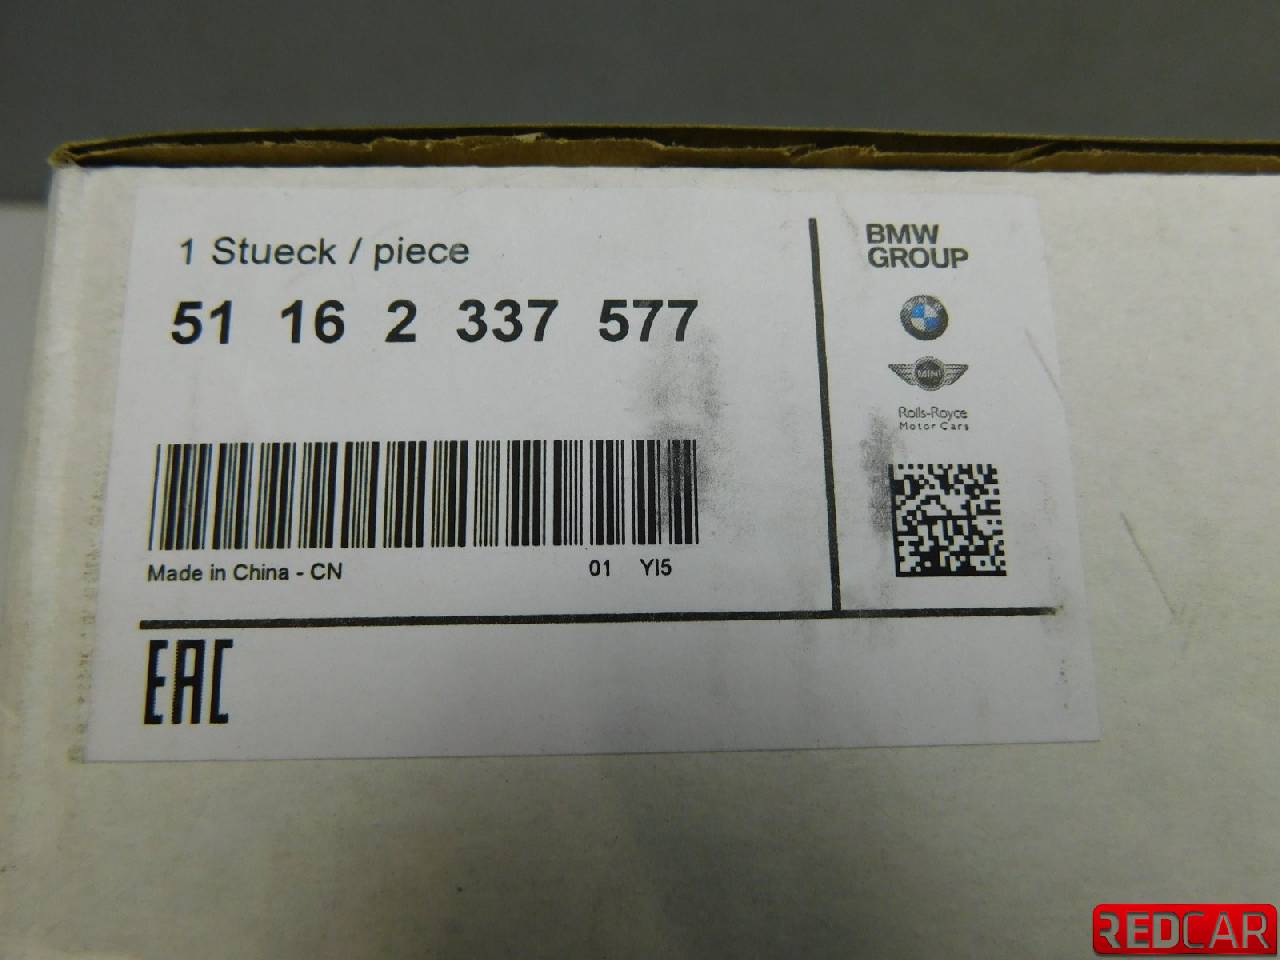 1 Stueck / piece
51 16 2 337 577
Made in China - CN
01 YI5
EAC
BMW
GROUP
MINI
Rolls-Royce
Motor Cars
REDCAR